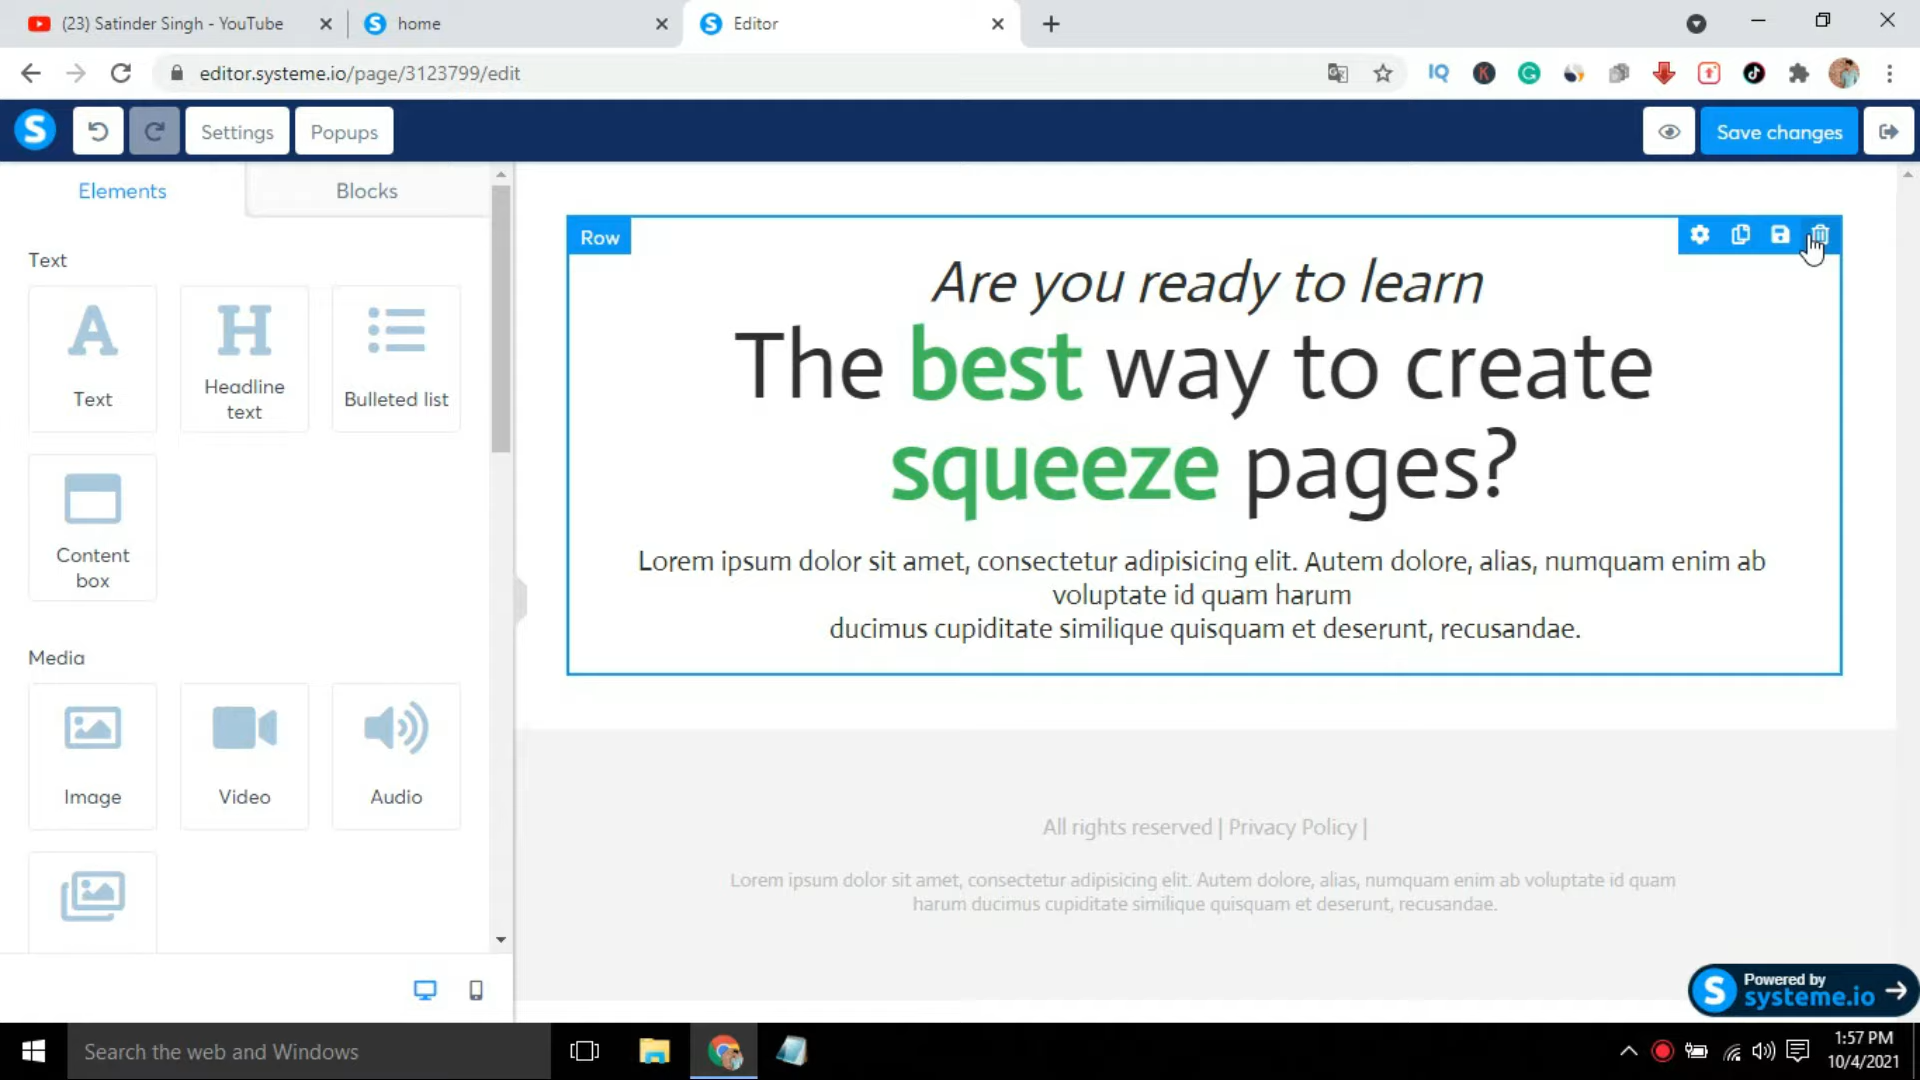 (23) Satinder Singh - YouTube
home
Editor
editor.systeme.io/page/3123799/edit
IQ
K
G
S
Settings
Popups
Save changes
Elements
Blocks
Text
Text
Headline
text
Bulleted list
Content
box
Media
Image
Video
Audio
Row
Are you ready to learn
The best way to create
squeeze pages?
Lorem ipsum dolor sit amet, consectetur adipisicing elit. Autem dolore, alias, numquam enim ab
voluptate id quam harum
ducimus cupiditate similique quisquam et deserunt, recusandae.
All rights reserved | Privacy Policy |
Lorem ipsum dolor sit amet, consectetur adipisicing elit. Autem dolore, alias, numquam enim ab voluptate id quam
harum ducimus cupiditate similique quisquam et deserunt, recusandae.
Powered by
systeme.io
Search the web and Windows
1:57 PM
10/4/2021